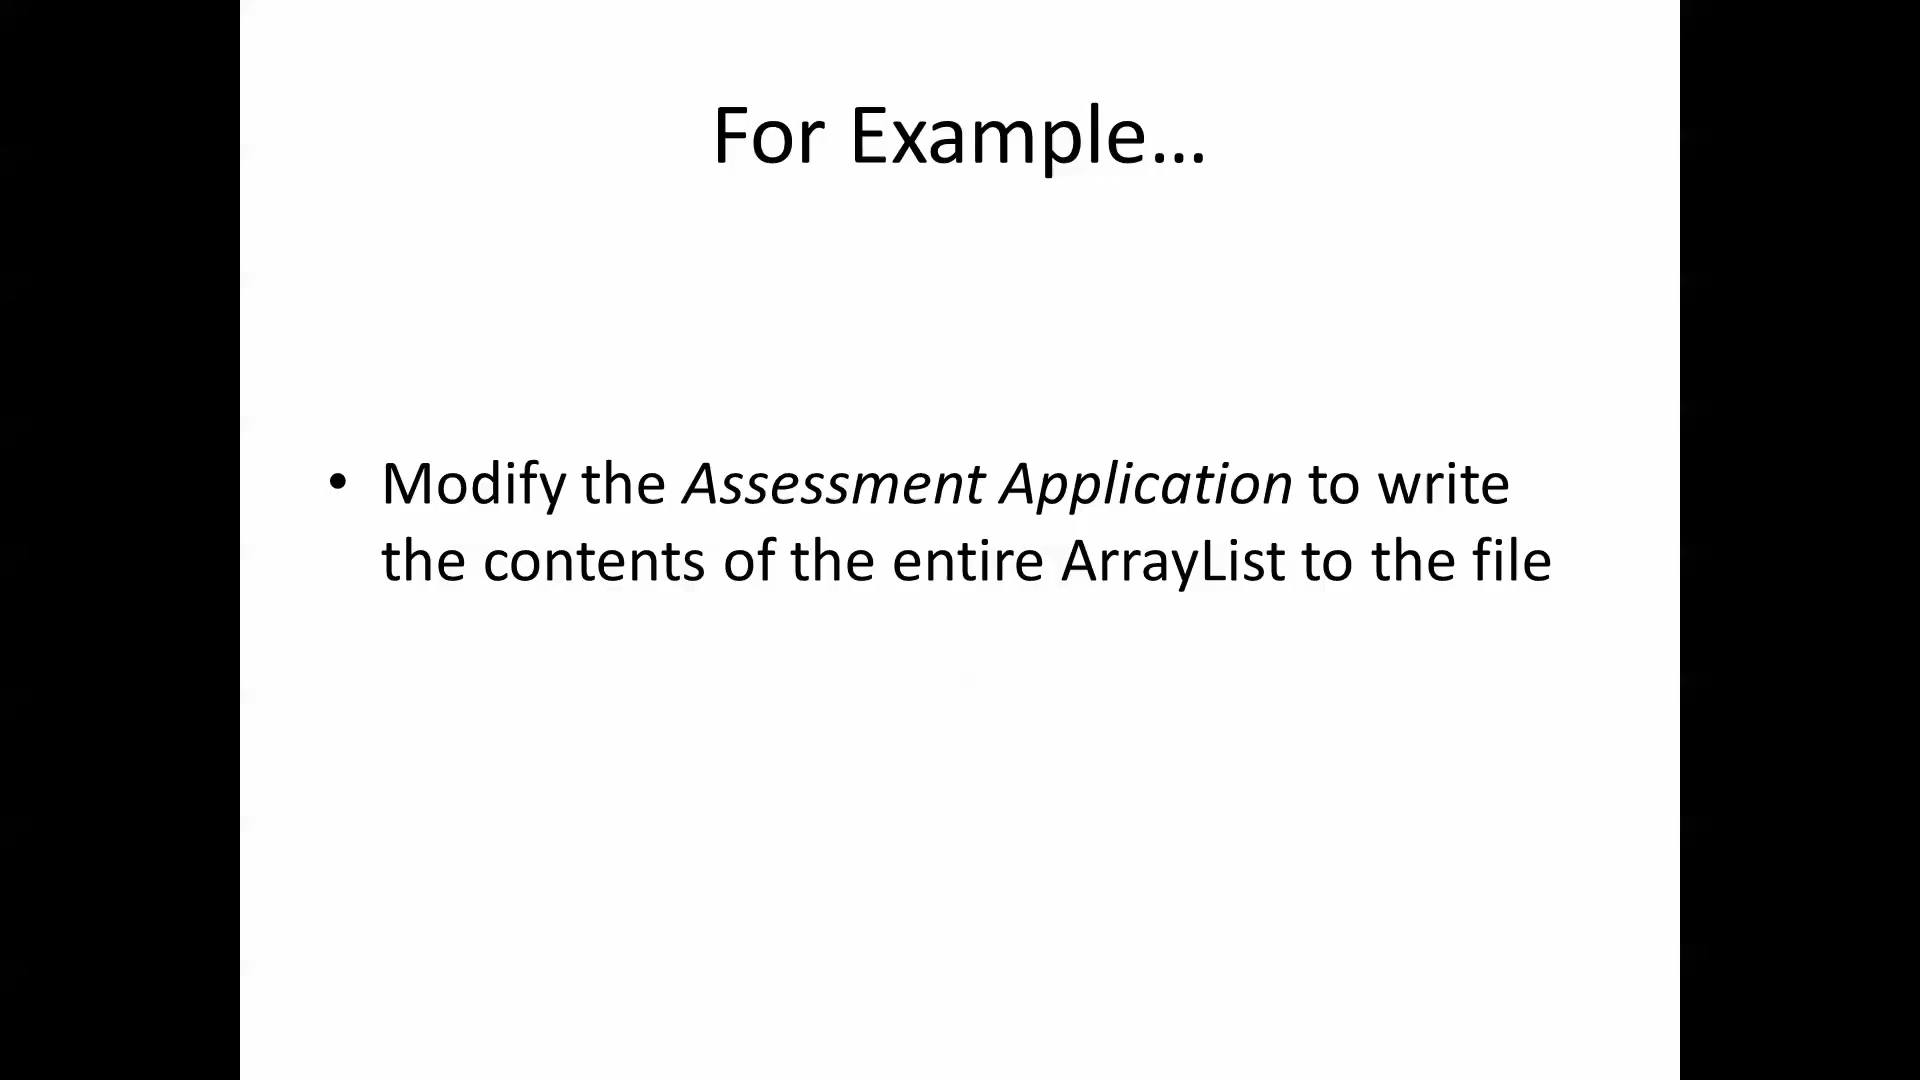 For Example…
• Modify the Assessment Application to write
the contents of the entire ArrayList to the file